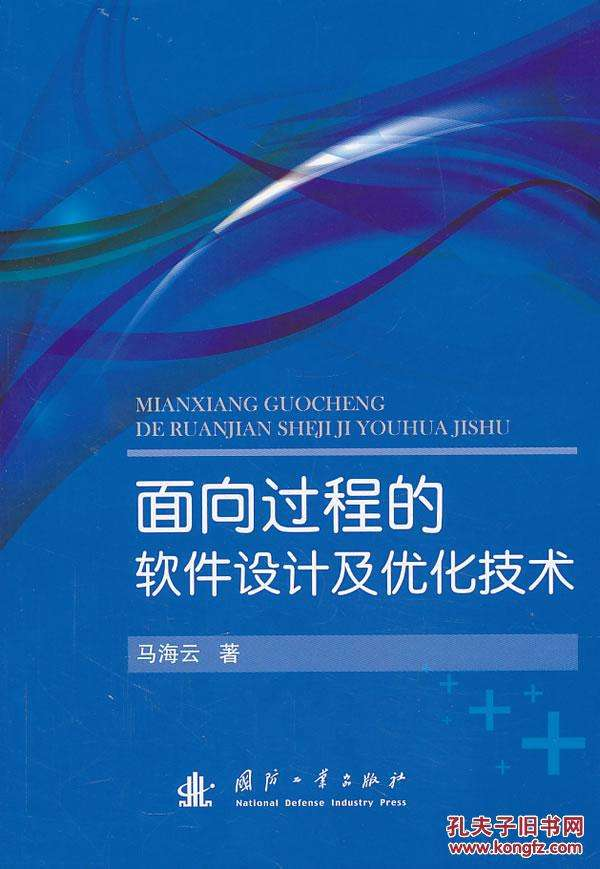 MIANXIANG GUOCHENG
DE RUANJIAN SHEJI JI YOUHUA JISHU
面向过程的
软件设计及优化技术
马海云 著
国防工业出版社
National Defense Industry Press
孔夫子旧书网
www.kongfz.com